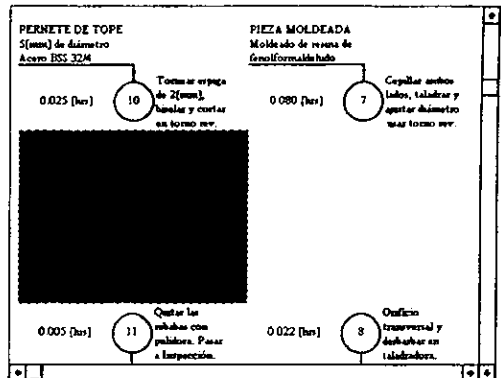 PERNETE DE TOPE
5[mm] de diámetro
Acero BSS 32/4
0.025 [hrs]
10
Tornear espiga
de 2[mm],
biselar y cortar
en torno rev.
PIEZA MOLDEADA
Moldeado de resina de
fenolformaldehido
0.080 [hrs]
7
Cepillar ambos
lados, taladrar y
ajustar diámetro
usar torno rev.
0.005 [hrs]
11
Quitar las
rebabas con
pulidora. Pasar
a Inspección.
0.022 [hrs]
8
Orificio
transversal y
desbarbar en
taladradora.